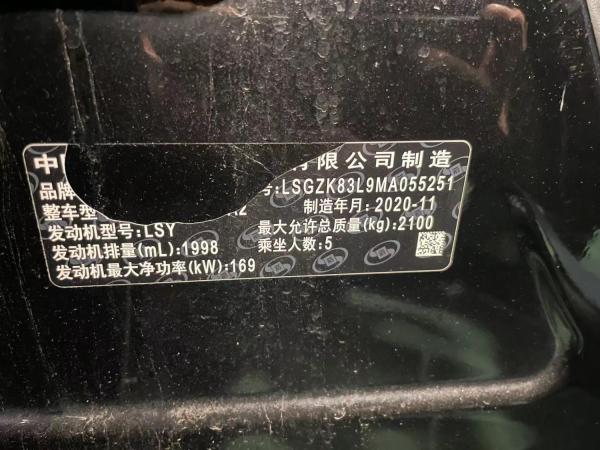 中 有限公司制造
品牌 号:LSGZK83L9MA055251
整车型 A2 制造年月:2020-11
发动机型号:LSY 最大允许总质量(kg):2100
发动机排量(mL):1998 乘坐人数:5
发动机最大净功率(kW):169